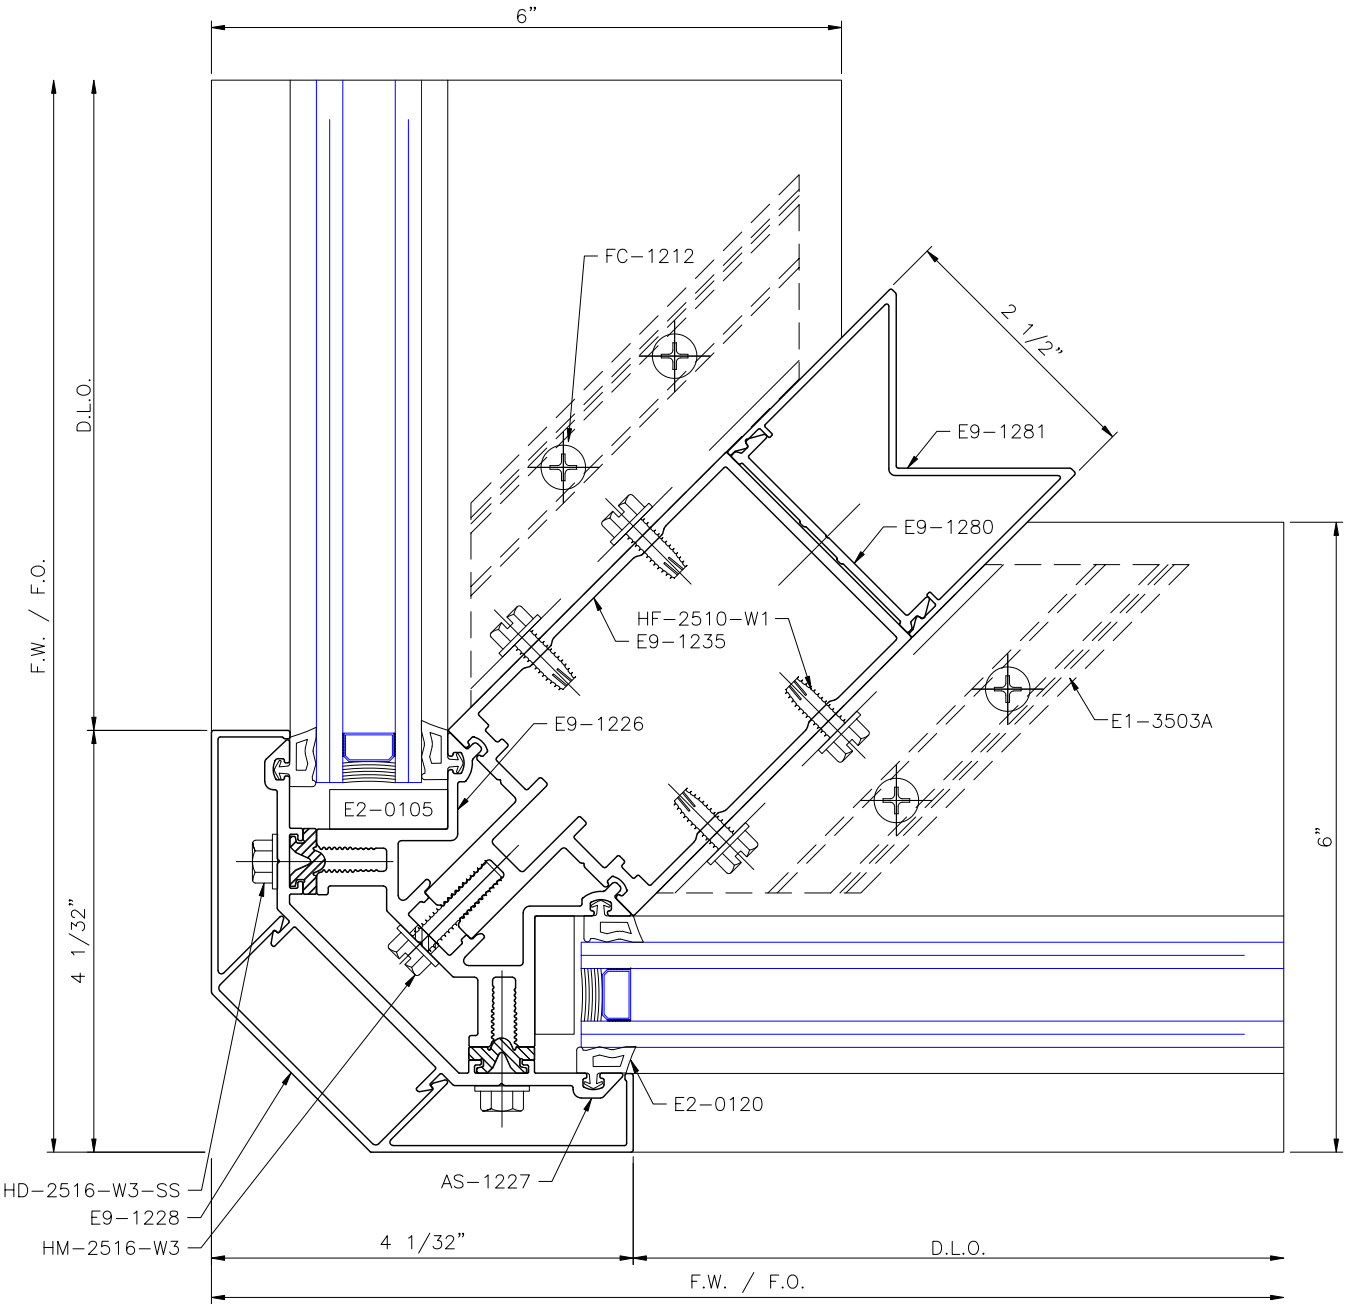 6”
FC-1212
2 1/2”
D.L.O.
E9-1281
E9-1280
F.W. / F.O.
HF-2510-W1
E9-1235
E9-1226
E1-3503A
E2-0105
6”
4 1/32”
E2-0120
AS-1227
HD-2516-W3-SS
E9-1228
HM-2516-W3
4 1/32”
D.L.O.
F.W. / F.O.